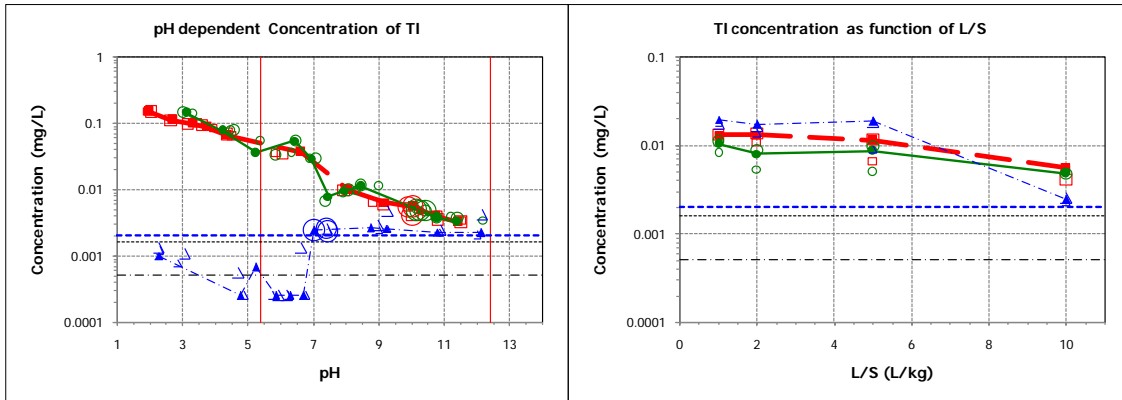 pH dependent Concentration of Tl
Concentration (mg/L)
1
0.1
0.01
0.001
0.0001
1 3 5 7 9 11 13
pH
Tl concentration as function of L/S
Concentration (mg/L)
0.1
0.01
0.001
0.0001
0 2 4 6 8 10
L/S (L/kg)